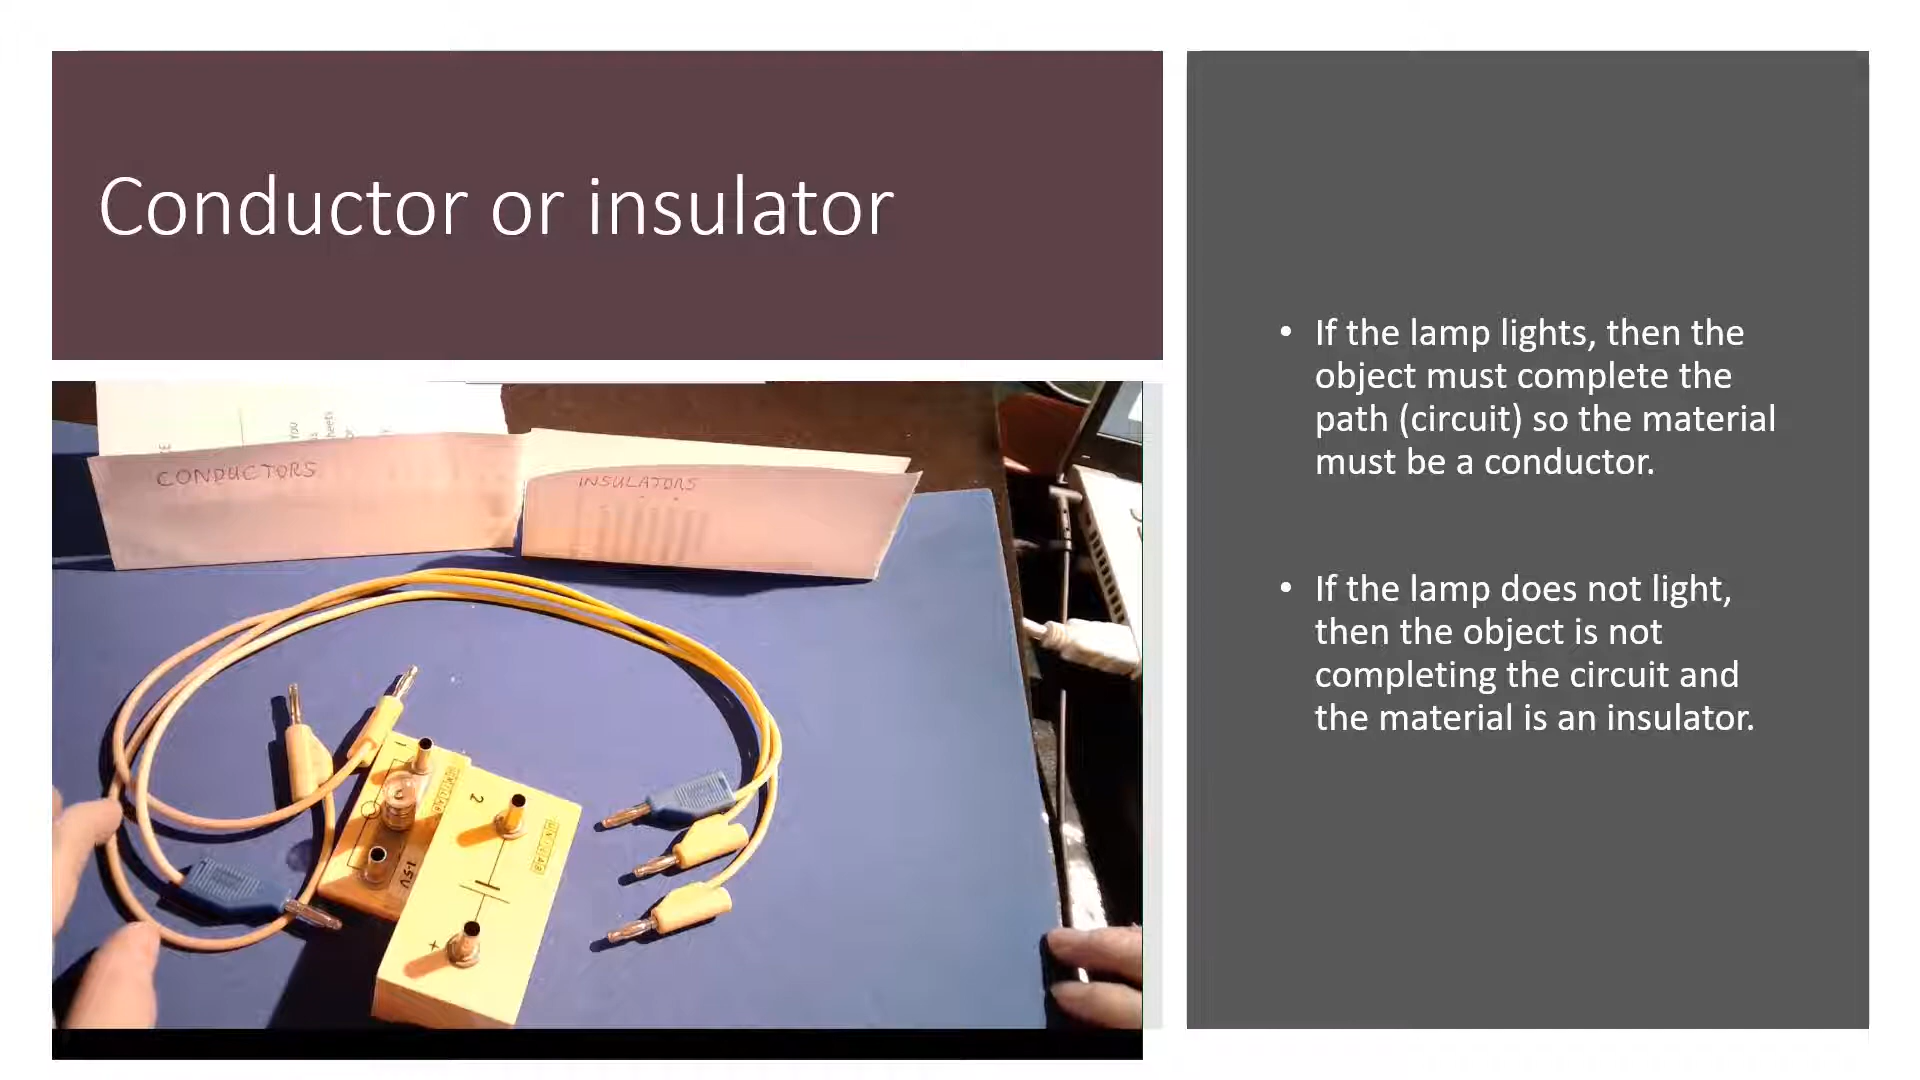 Conductor or insulator
CONDUCTORS
INSULATORS
You
heets
2
1.5V
+
• If the lamp lights, then the
object must complete the
path (circuit) so the material
must be a conductor.
• If the lamp does not light,
then the object is not
completing the circuit and
the material is an insulator.